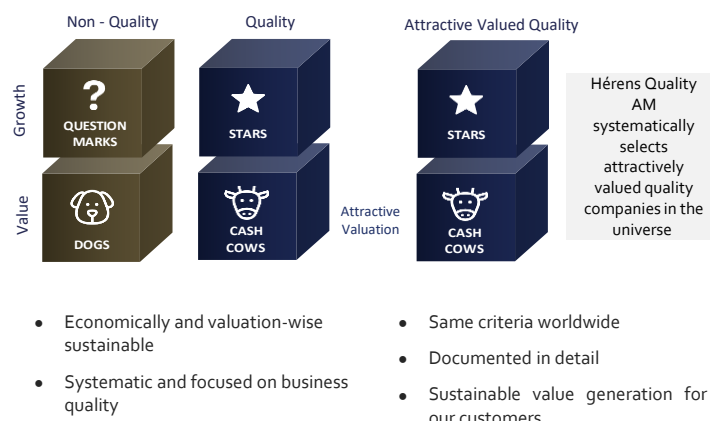 Non - Quality
Quality
Attractive Valued Quality
Growth
?
QUESTION
MARKS
STARS
STARS
Value
DOGS
CASH
COWS
Attractive
Valuation
CASH
COWS
Hérens Quality
AM
systematically
selects
attractively
valued quality
companies in the
universe
• Economically and valuation-wise
sustainable
• Systematic and focused on business
quality
• Same criteria worldwide
• Documented in detail
• Sustainable value generation for
our customers